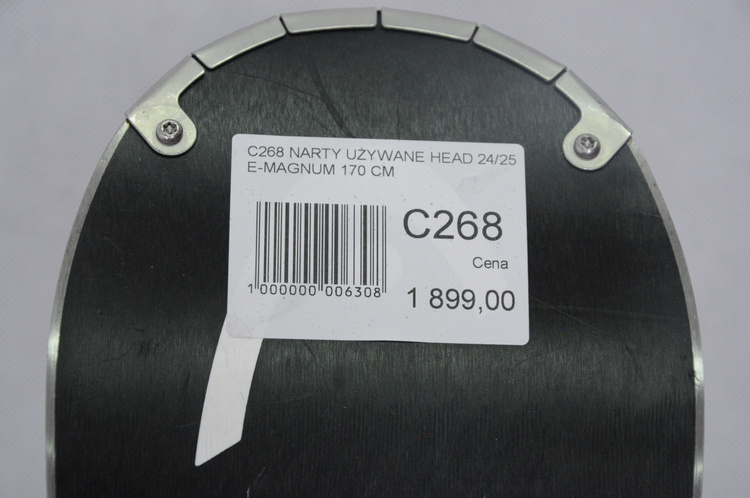 C268 NARTY UŻYWANE HEAD 24/25
E-MAGNUM 170 CM
C268
Cena
1 899,00
1 000000 006308